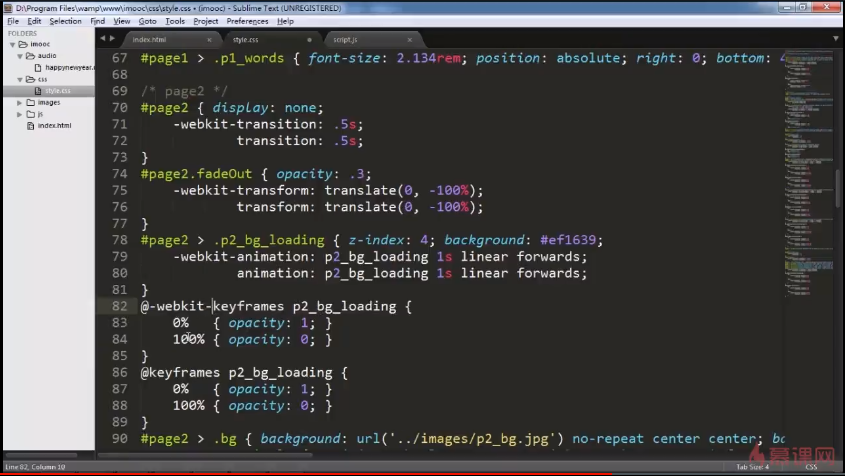 D:\Program Files\wamp\www\imooc\css\style.css • (imooc) - Sublime Text (UNREGISTERED)
File Edit Selection Find View Goto Tools Project Preferences Help
FOLDERS
imooc
audio
happynewyear.
css
style.css
images
js
index.html
index.html style.css script.js
67 #page1 > .p1_words { font-size: 2.134rem; position: absolute; right: 0; bottom: 4
68
69 /* page2 */
70 #page2 { display: none;
71 -webkit-transition: .5s;
72 transition: .5s;
73 }
74 #page2.fadeOut { opacity: .3;
75 -webkit-transform: translate(0, -100%);
76 transform: translate(0, -100%);
77 }
78 #page2 > .p2_bg_loading { z-index: 4; background: #ef1639;
79 -webkit-animation: p2_bg_loading 1s linear forwards;
80 animation: p2_bg_loading 1s linear forwards;
81 }
82 @-webkit-keyframes p2_bg_loading {
83 0% { opacity: 1; }
84 100% { opacity: 0; }
85 }
86 @keyframes p2_bg_loading {
87 0% { opacity: 1; }
88 100% { opacity: 0; }
89 }
90 #page2 > .bg { background: url('../images/p2_bg.jpg') no-repeat center center; ba
慕课网
Line 82, Column 10 Tab Size: 4 CSS